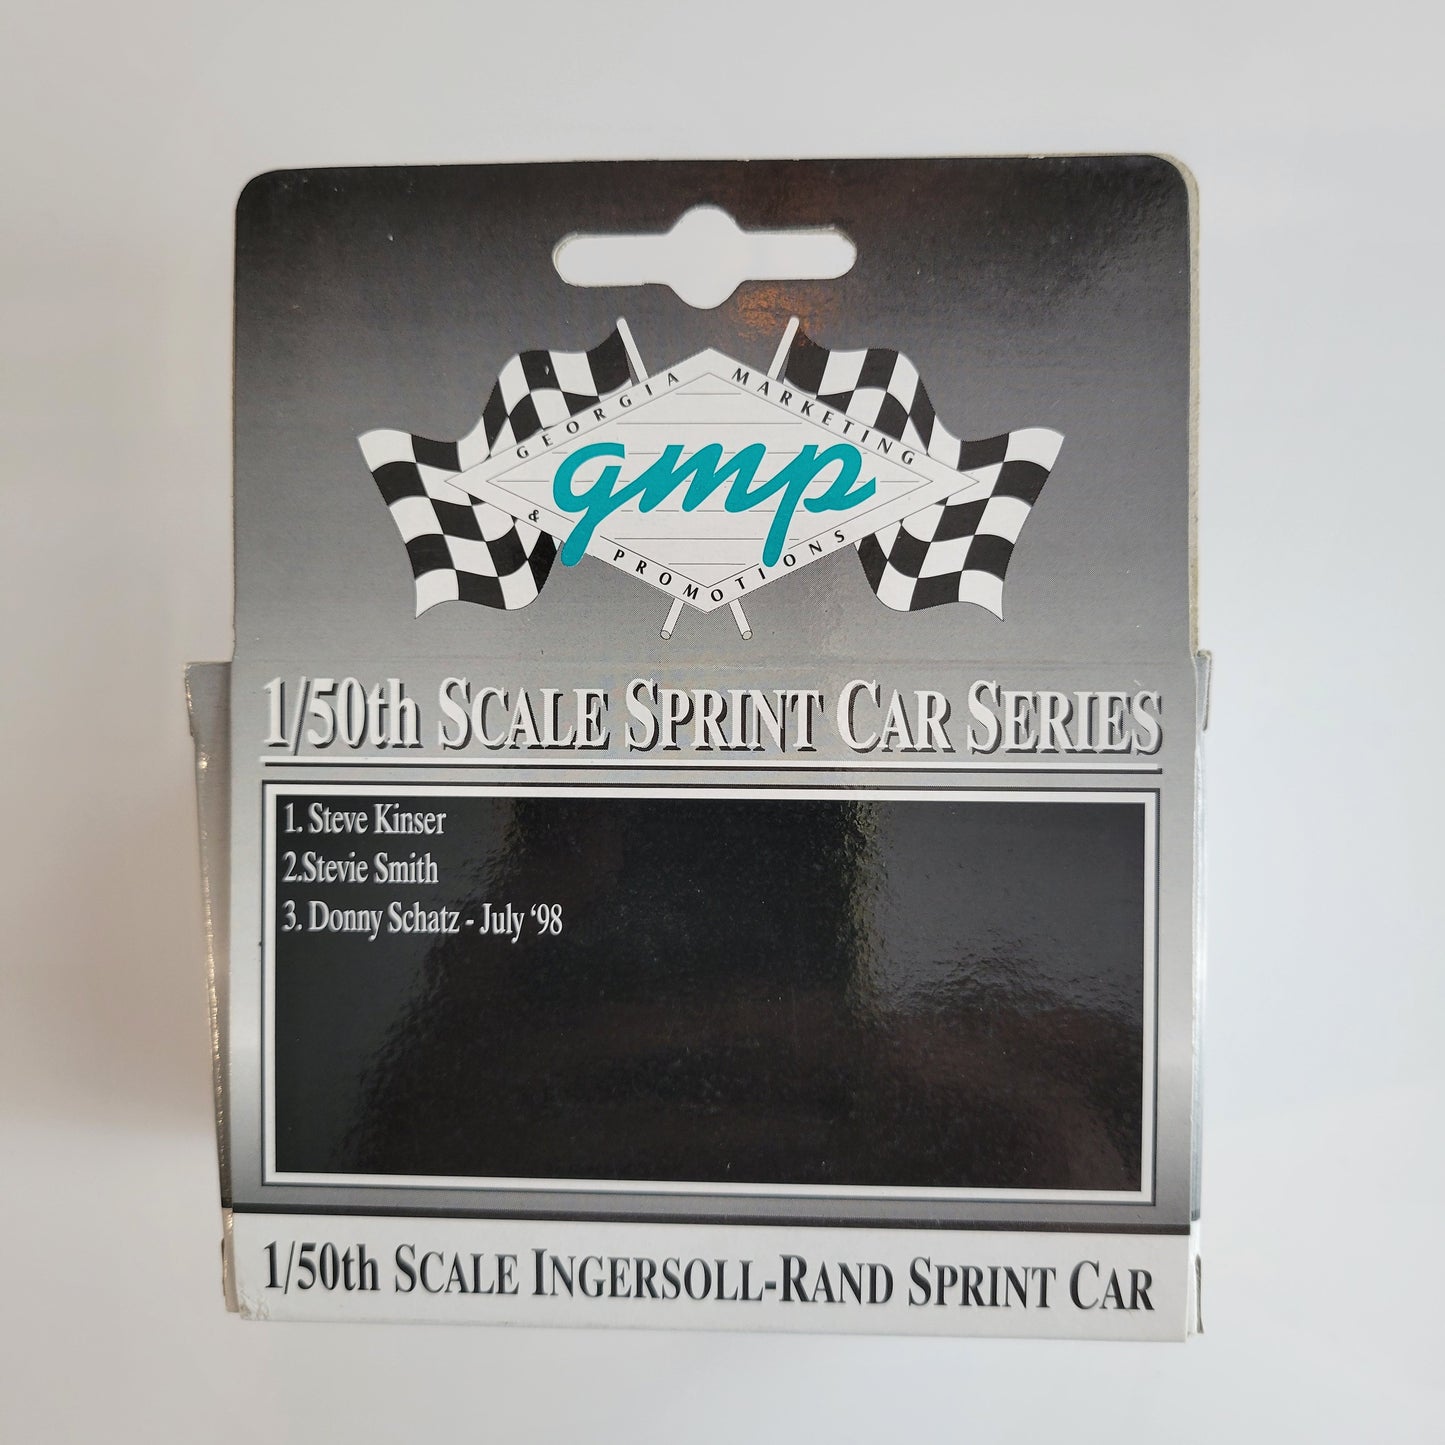 GEORGIA MARKETING
gmp
& PROMOTIONS
1/50th SCALE SPRINT CAR SERIES
1. Steve Kinser
2.Stevie Smith
3. Donny Schatz - July ‘98
1/50th SCALE INGERSOLL-RAND SPRINT CAR